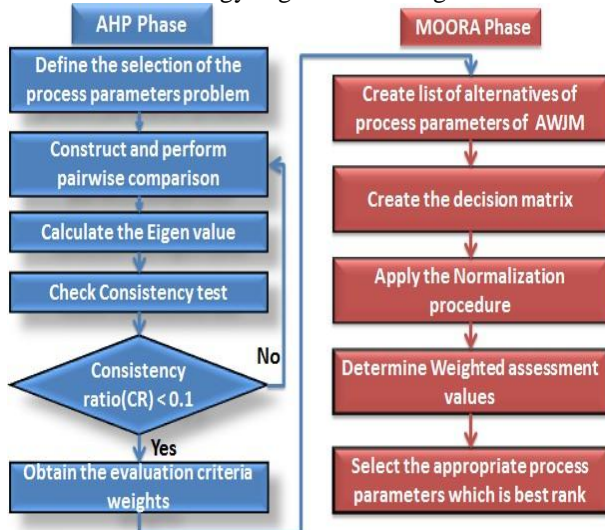 AHP Phase
Define the selection of the
process parameters problem
Construct and perform
pairwise comparison
Calculate the Eigen value
Check Consistency test
Consistency
ratio(CR) < 0.1
No
Yes
Obtain the evaluation criteria
weights
MOORA Phase
Create list of alternatives of
process parameters of AWJM
Create the decision matrix
Apply the Normalization
procedure
Determine Weighted assessment
values
Select the appropriate process
parameters which is best rank